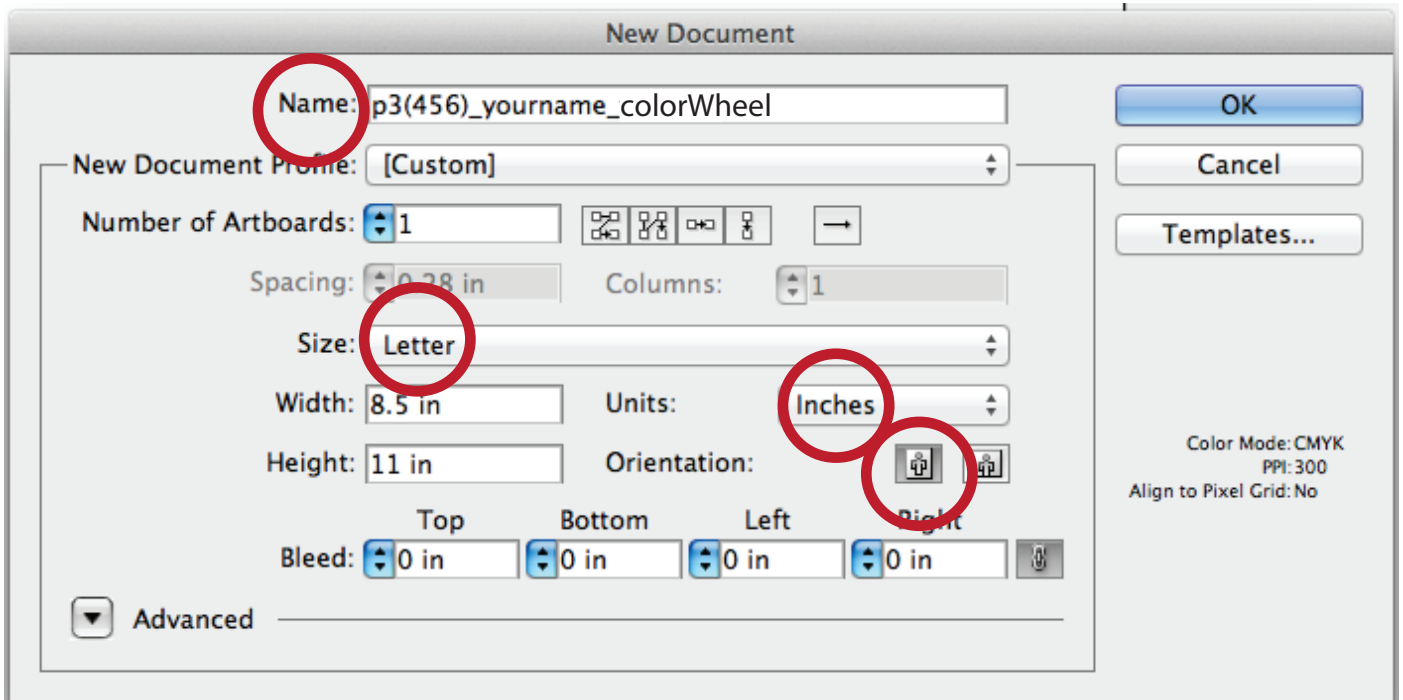 New Document
Name: p3(456)_yourname_colorWheel
OK
New Document Profile: [Custom]
Cancel
Number of Artboards: 1
Templates...
Spacing: 0.28 in Columns: 1
Size: Letter
Width: 8.5 in Units: Inches
Height: 11 in Orientation:
Color Mode: CMYK
PPI: 300
Align to Pixel Grid: No
Top Bottom Left Right
Bleed: 0 in 0 in 0 in 0 in
Advanced